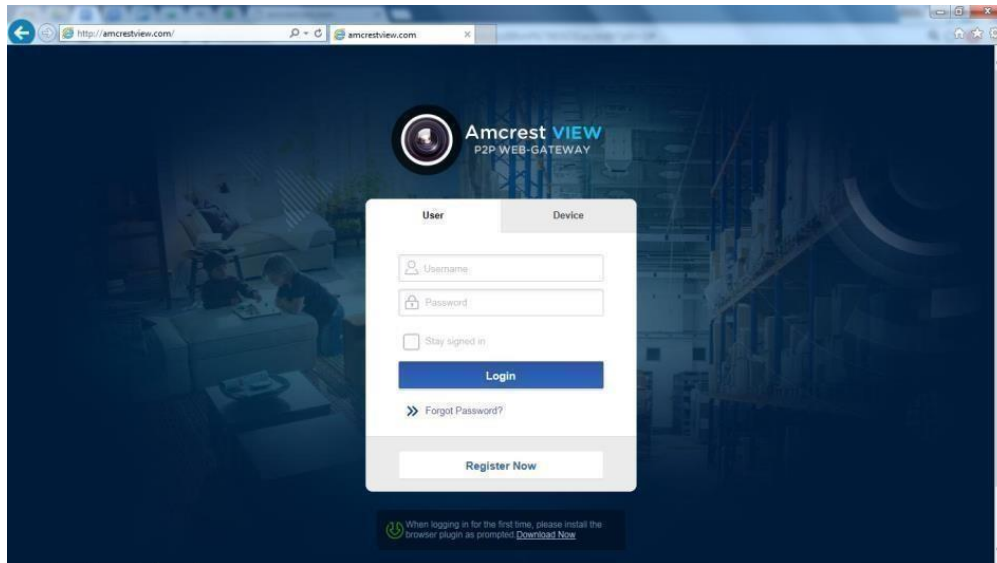 http://amcrestview.com/
amcrestview.com
Amcrest VIEW
P2P WEB-GATEWAY
User
Device
Username
Password
Stay signed in
Login
Forgot Password?
Register Now
When logging in for the first time, please install the
browser plugin as prompted Download Now